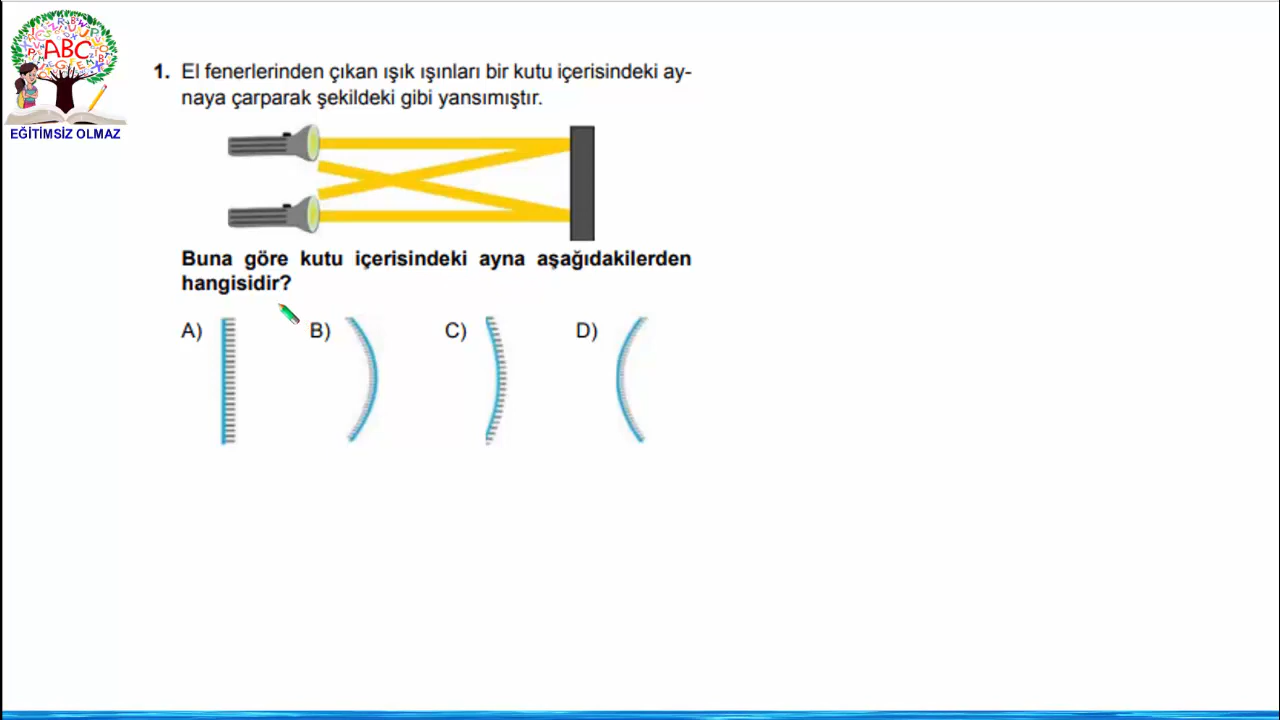 ABC
EĞİTİMSİZ OLMAZ
1. El fenerlerinden çıkan ışık ışınları bir kutu içerisindeki ay-
naya çarparak şekildeki gibi yansımıştır.
Buna göre kutu içerisindeki ayna aşağıdakilerden
hangisidir?
A) B) C) D)